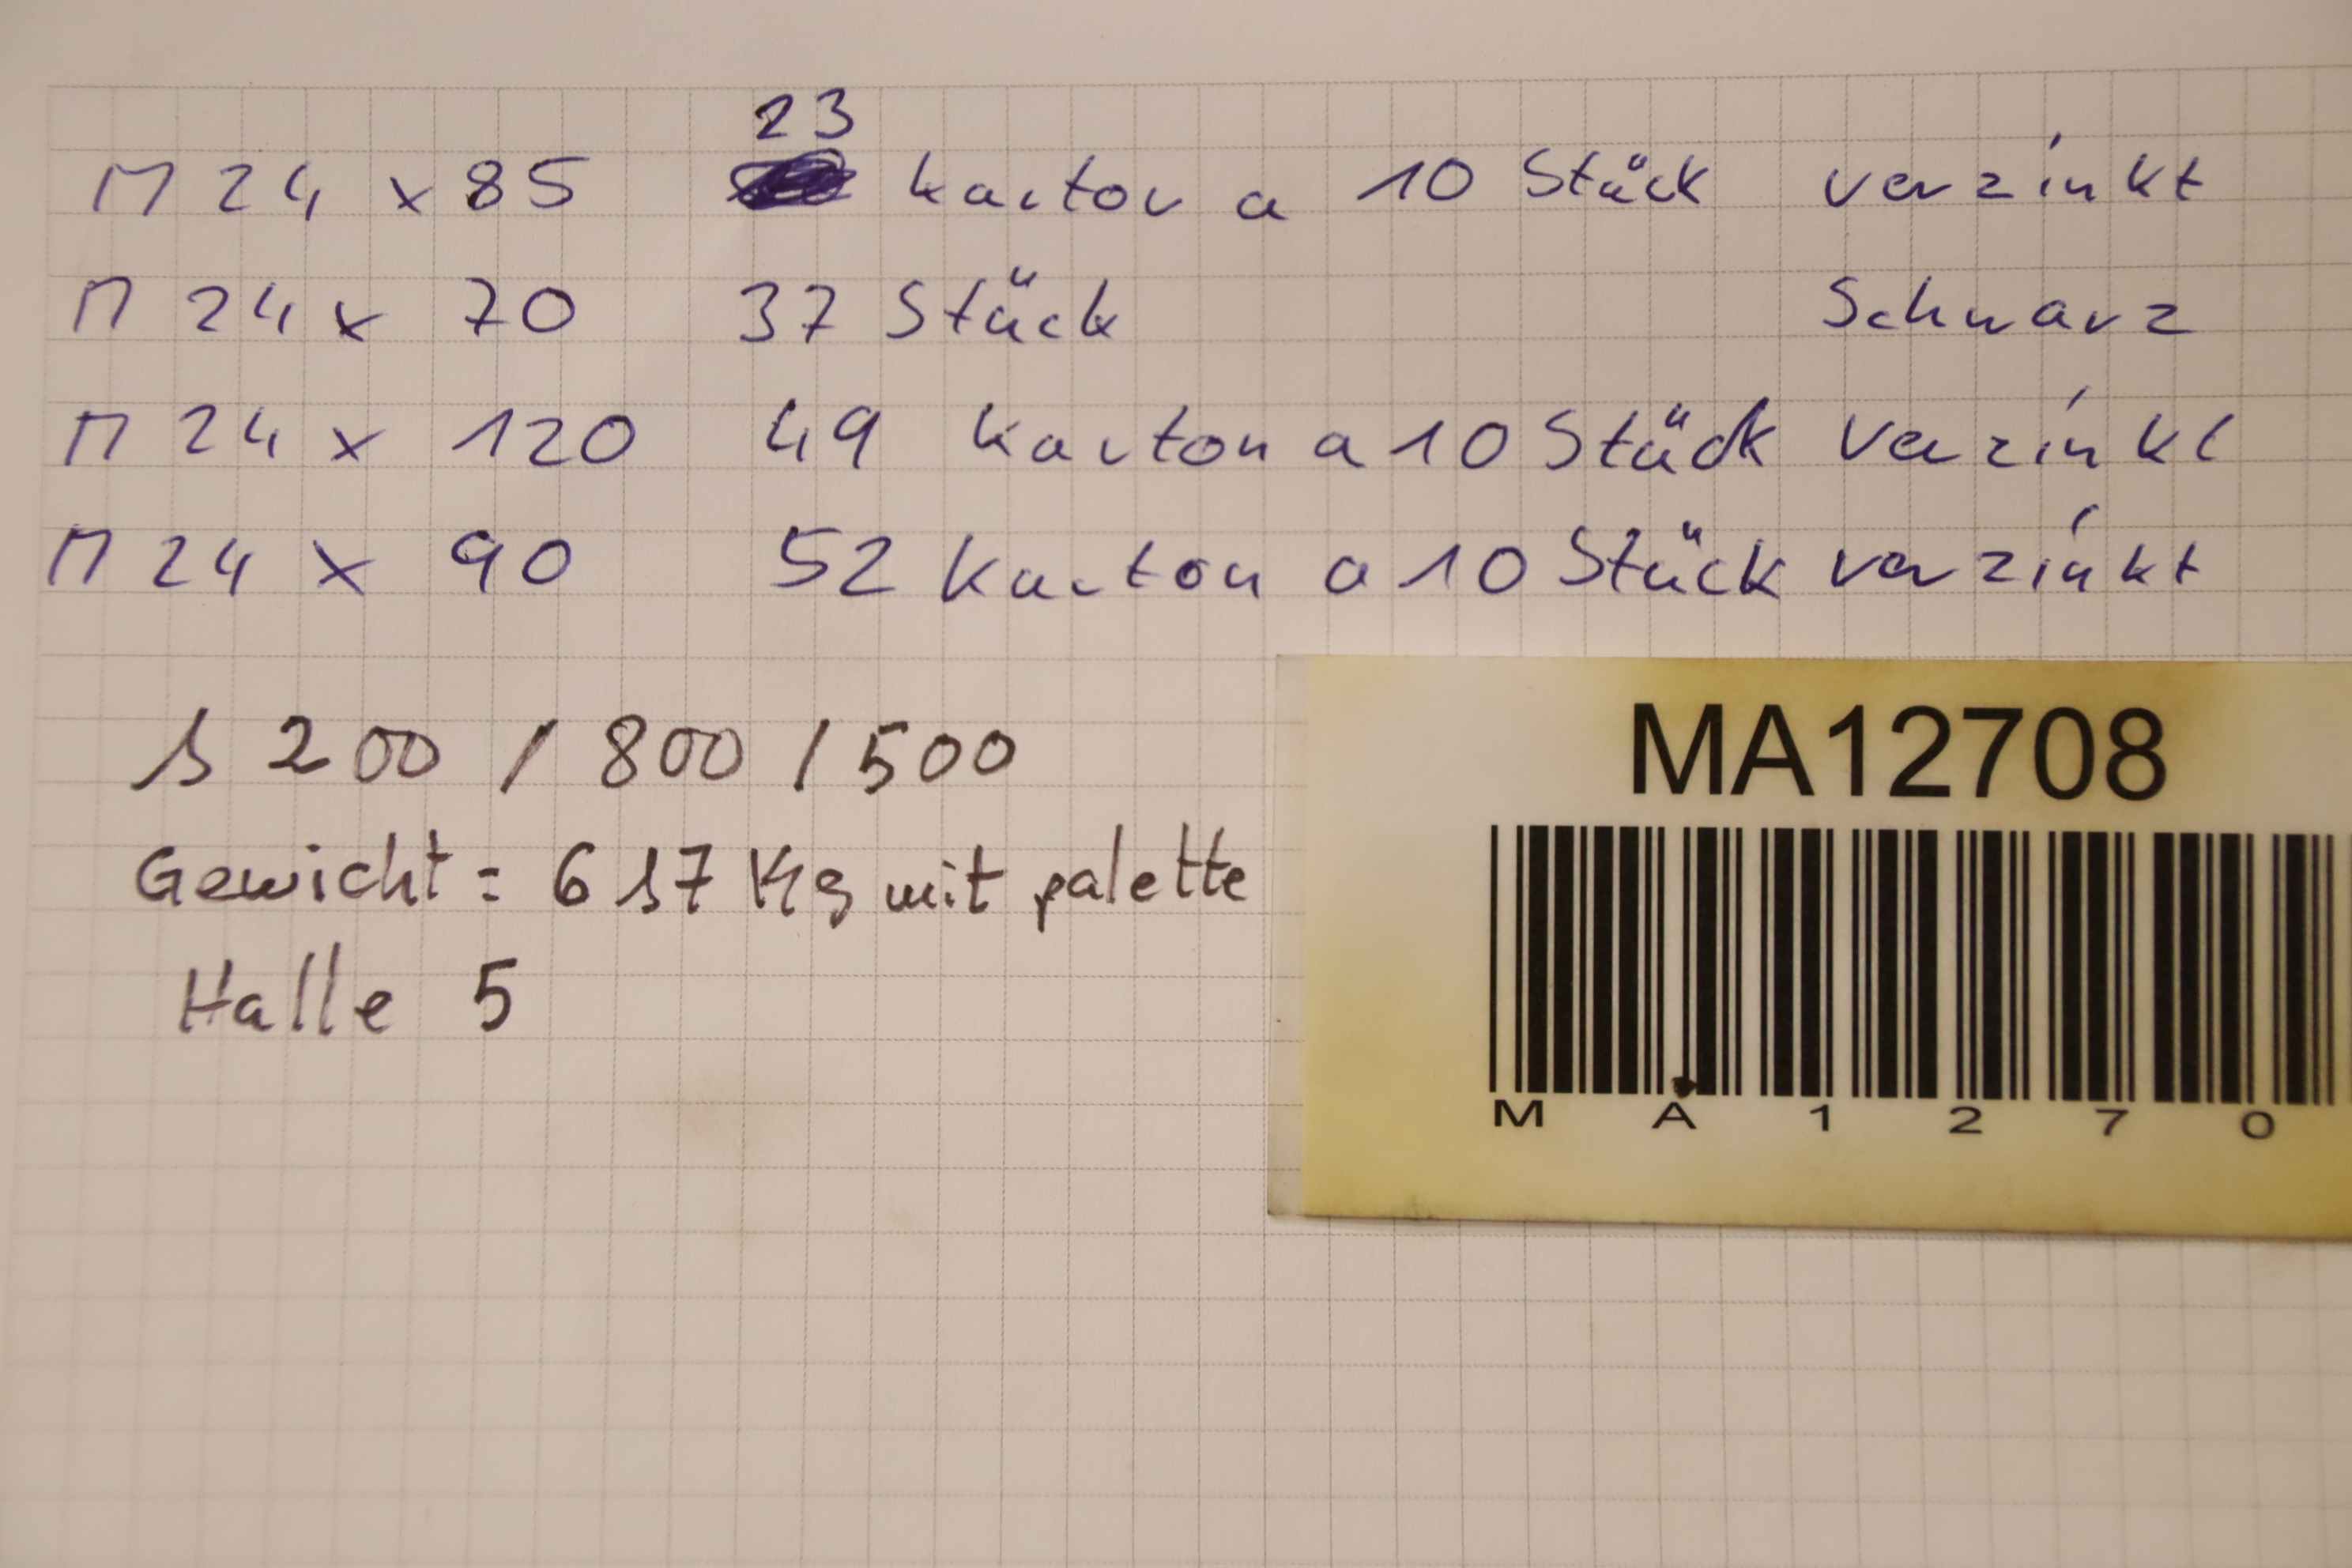 23
M 24 x 85 karton a 10 Stück verzinkt
M 24 x 70 37 Stück Schwarz
M 24 x 120 49 karton a 10 Stück verzinkt
M 24 x 90 52 karton a 10 Stück verzinkt
1200 / 800 / 500
Gewicht = 617 Kg mit palette
Halle 5
MA12708
M A 1 2 7 0